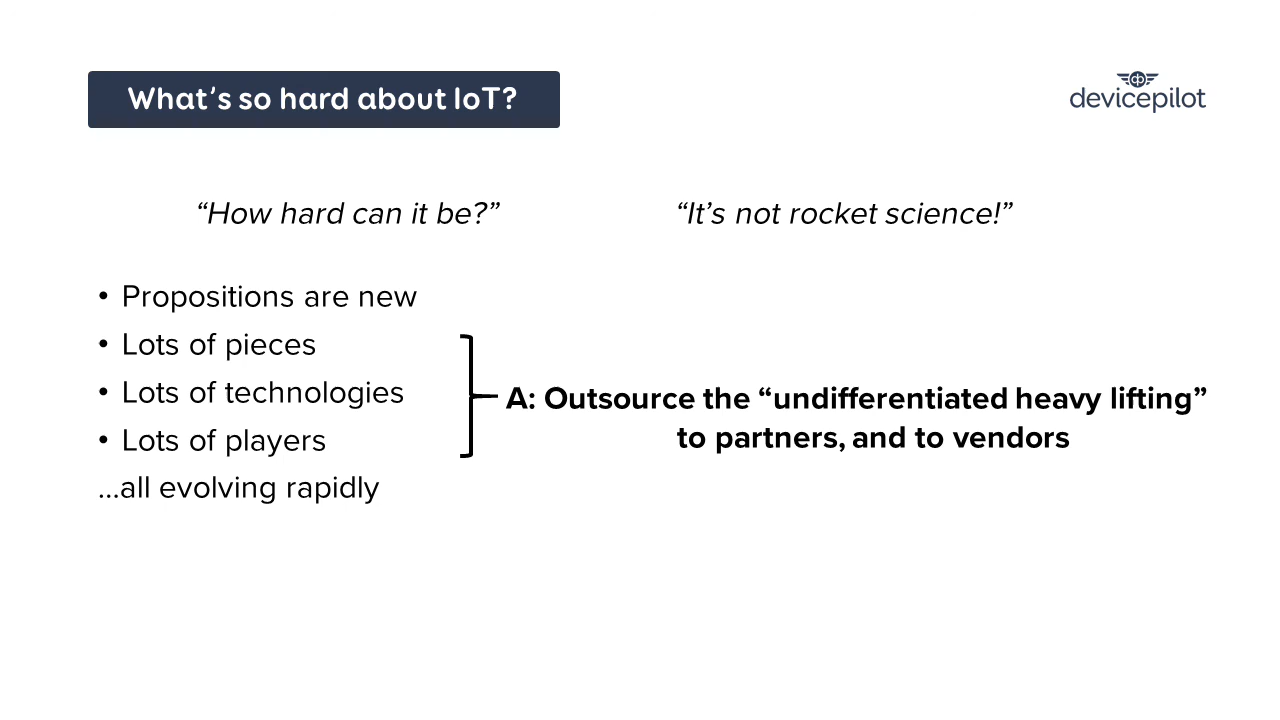 What's so hard about IoT?
devicepilot
“How hard can it be?”
“It’s not rocket science!”
• Propositions are new
• Lots of pieces
• Lots of technologies
• Lots of players
...all evolving rapidly
A: Outsource the “undifferentiated heavy lifting”
to partners, and to vendors